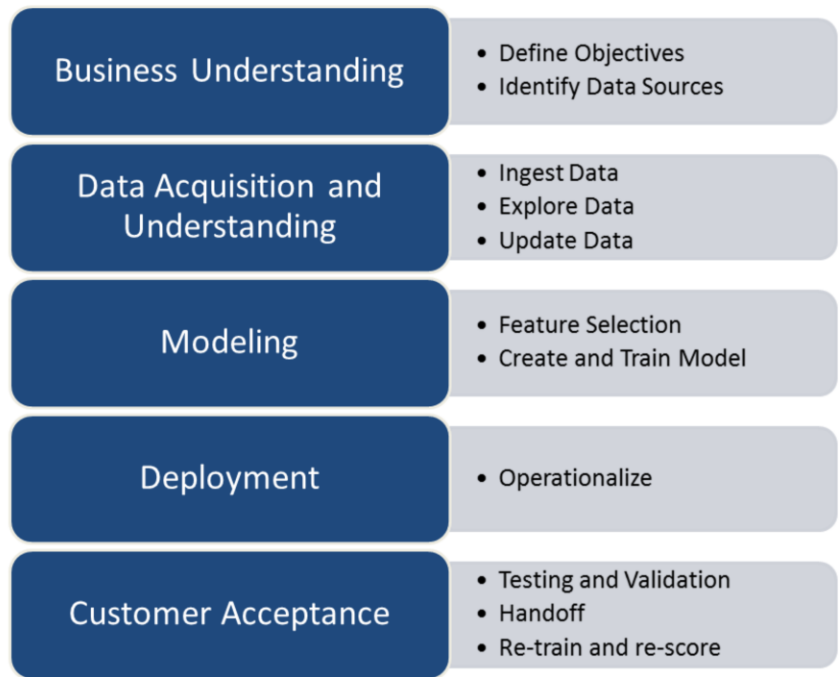 Business Understanding
• Define Objectives
• Identify Data Sources
Data Acquisition and
Understanding
• Ingest Data
• Explore Data
• Update Data
Modeling
• Feature Selection
• Create and Train Model
Deployment
• Operationalize
Customer Acceptance
• Testing and Validation
• Handoff
• Re-train and re-score